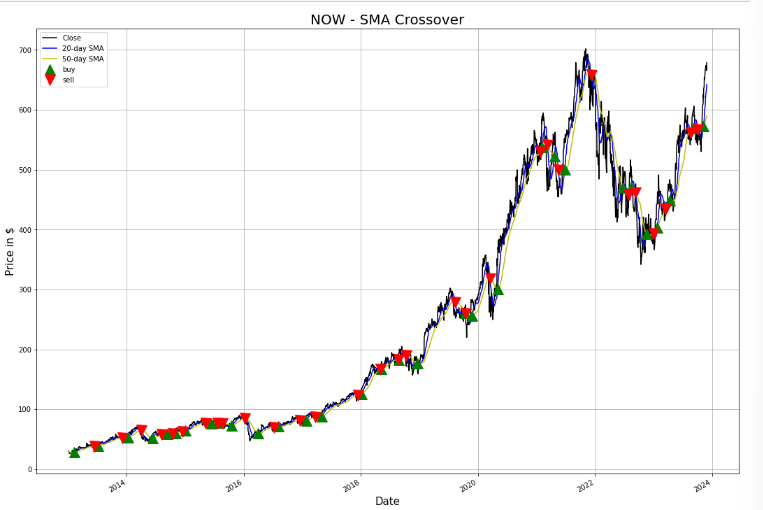 NOW - SMA Crossover
Close
20-day SMA
50-day SMA
buy
sell
700
600
500
400
300
200
100
0
Price in $
2014
2016
2018
2020
2022
2024
Date